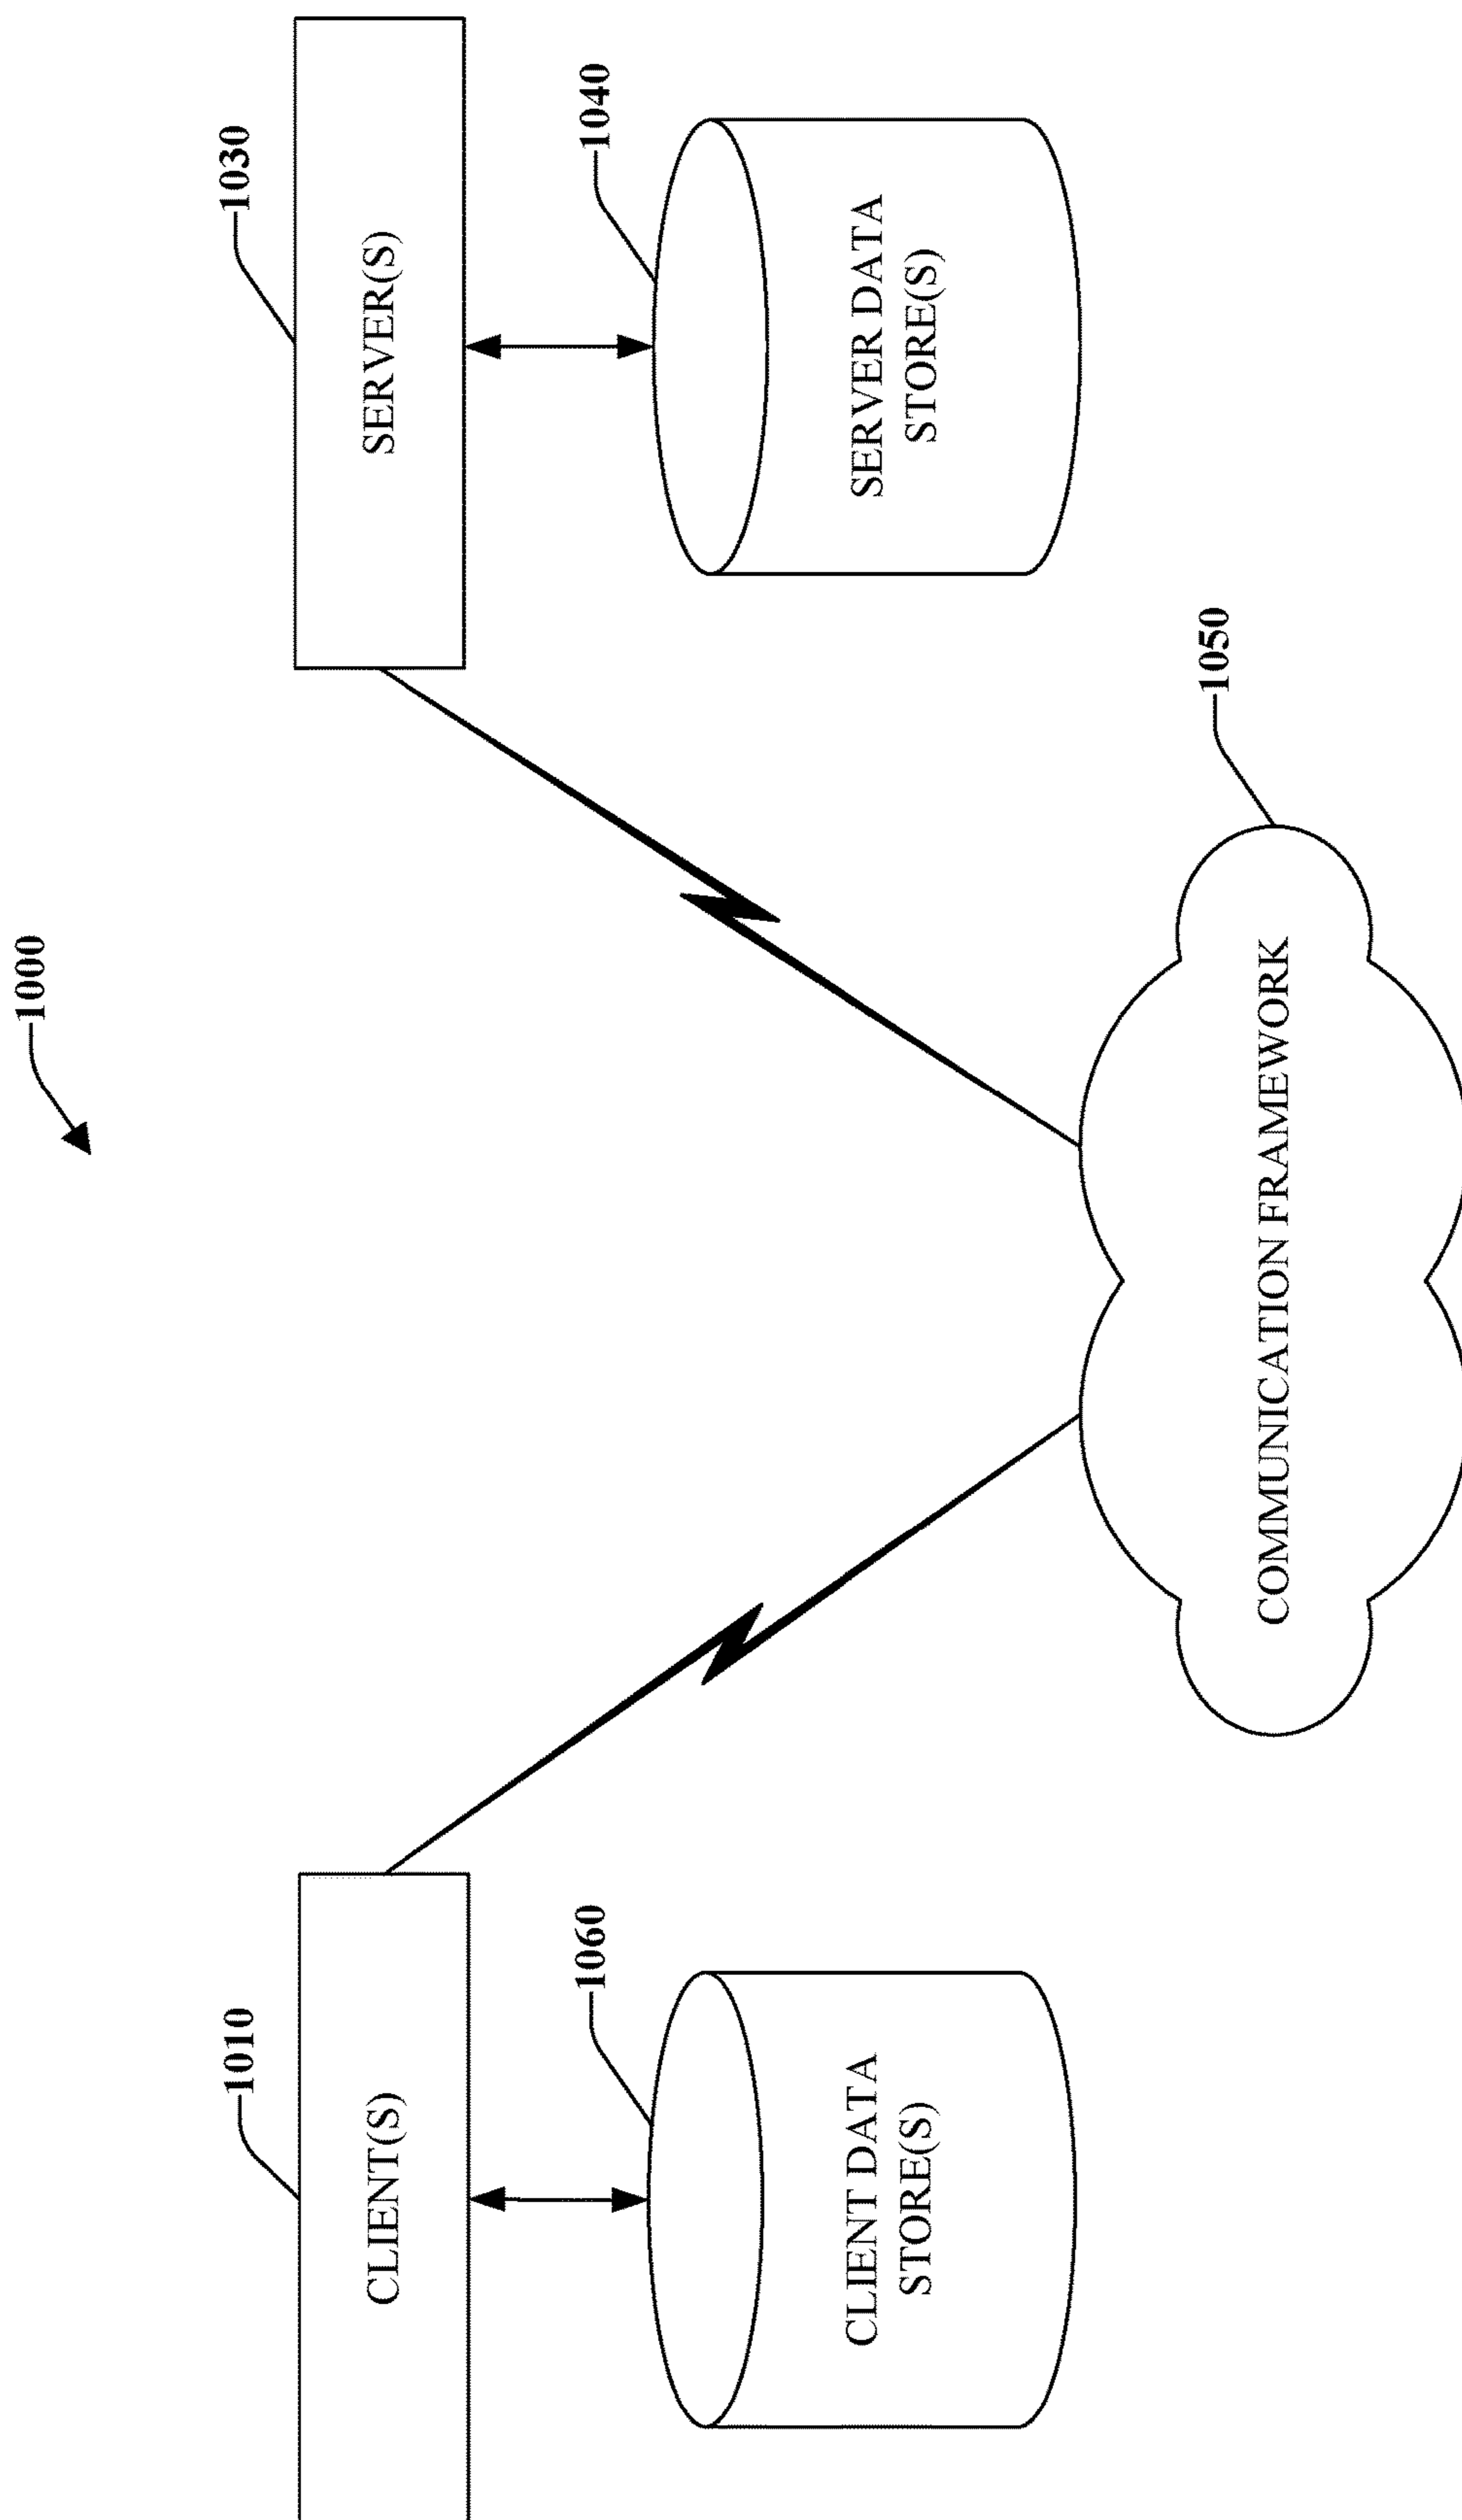 1000
1010
CLIENT(S)
1030
SERVER(S)
1060
CLIENT DATA
STORE(S)
1040
SERVER DATA
STORE(S)
1050
COMMUNICATION FRAMEWORK